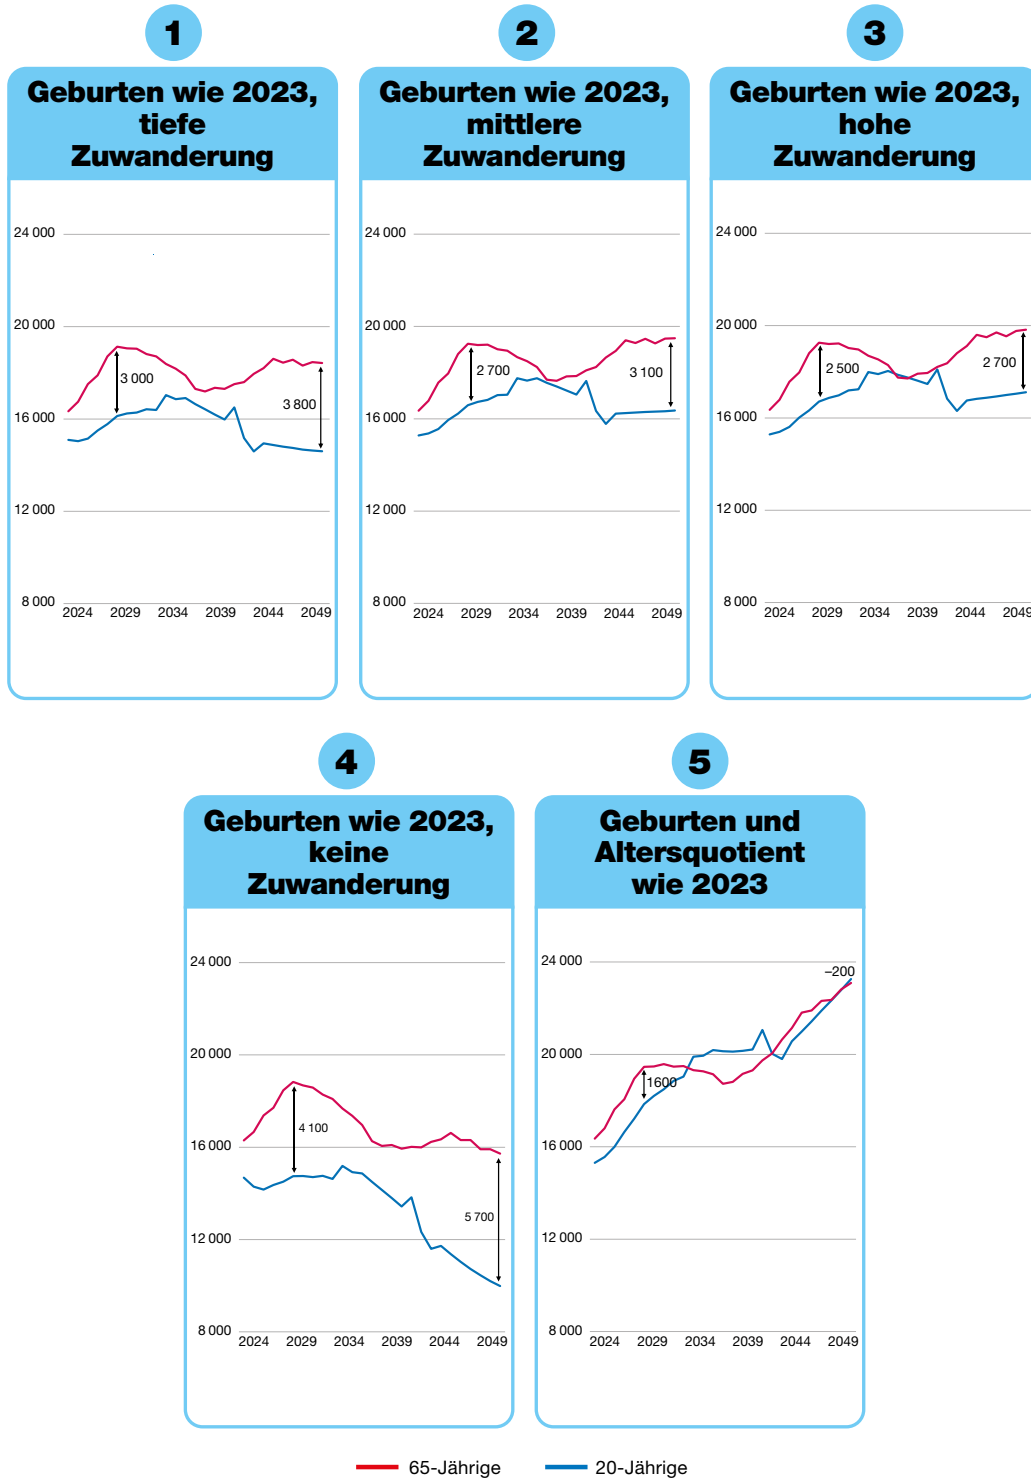 1
Geburten wie 2023,
tiefe
Zuwanderung
24 000
20 000
16 000
12 000
8 000
3 000
3 800
2024 2029 2034 2039 2044 2049
2
Geburten wie 2023,
mittlere
Zuwanderung
24 000
20 000
16 000
12 000
8 000
2 700
3 100
2024 2029 2034 2039 2044 2049
3
Geburten wie 2023,
hohe
Zuwanderung
24 000
20 000
16 000
12 000
8 000
2 500
2 700
2024 2029 2034 2039 2044 2049
4
Geburten wie 2023,
keine
Zuwanderung
24 000
20 000
16 000
12 000
8 000
4 100
5 700
2024 2029 2034 2039 2044 2049
5
Geburten und
Altersquotient
wie 2023
24 000
20 000
16 000
12 000
8 000
1600
–200
2024 2029 2034 2039 2044 2049
65-Jährige 20-Jährige